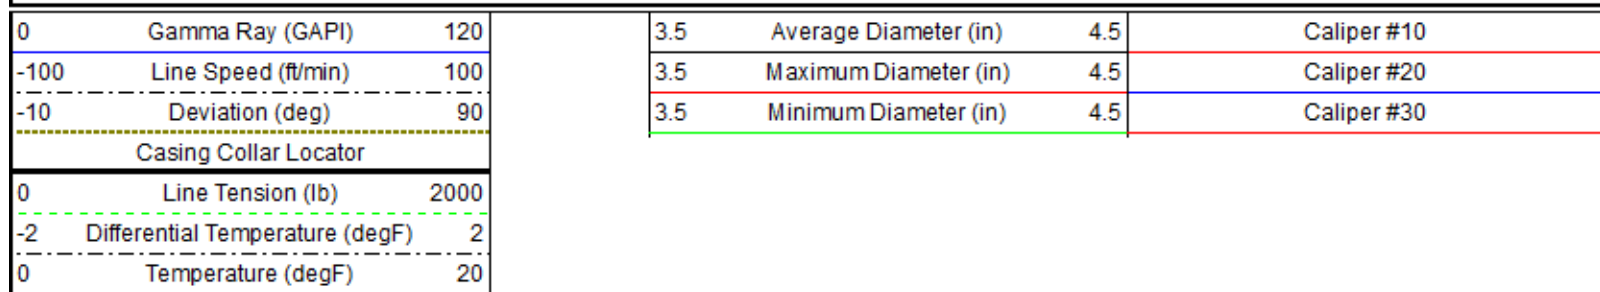 0 Gamma Ray (GAPI) 120 3.5 Average Diameter (in) 4.5 Caliper #10
-100 Line Speed (ft/min) 100 3.5 Maximum Diameter (in) 4.5 Caliper #20
-10 Deviation (deg) 90 3.5 Minimum Diameter (in) 4.5 Caliper #30
Casing Collar Locator
0 Line Tension (lb) 2000
-2 Differential Temperature (degF) 2
0 Temperature (degF) 20